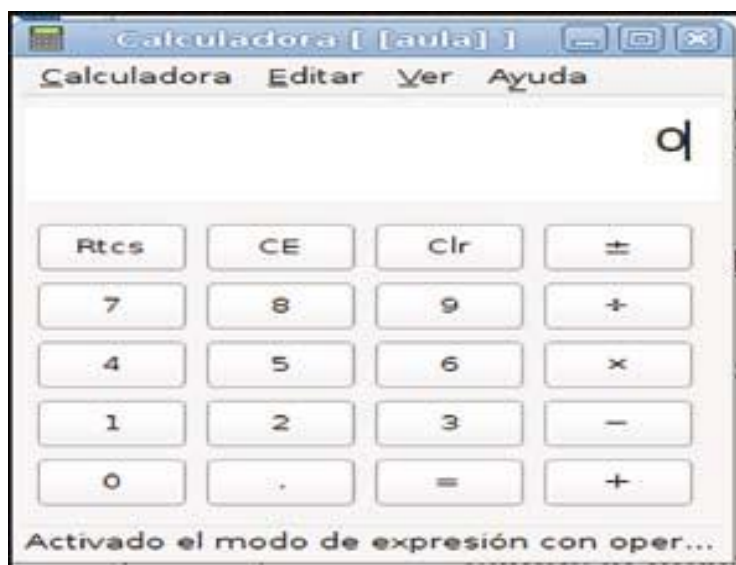 Calculadora [ [aula] ]
Calculadora Editar Ver Ayuda
0
Rtcs CE Clr ±
7 8 9 ÷
4 5 6 ×
1 2 3 −
0 . = +
Activado el modo de expresión con oper...